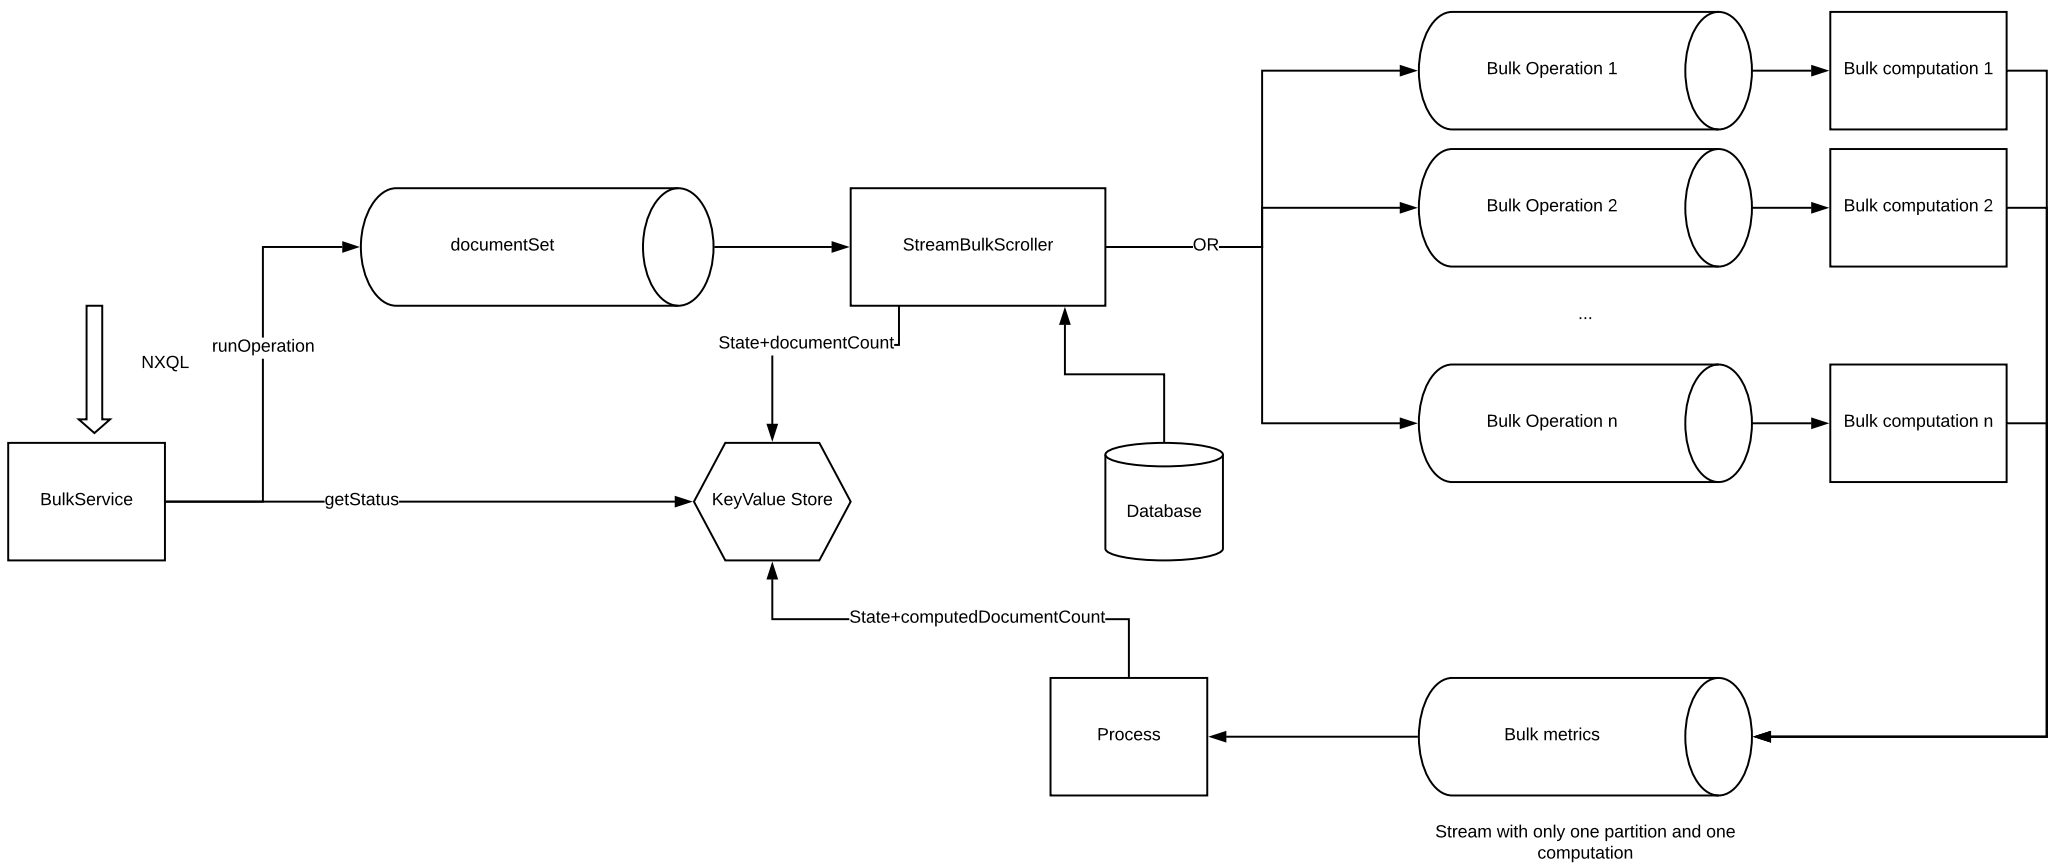 Bulk Operation 1
Bulk computation 1
Bulk Operation 2
Bulk computation 2
documentSet
StreamBulkScroller
OR
...
State+documentCount
runOperation
NXQL
Bulk Operation n
Bulk computation n
BulkService
getStatus
KeyValue Store
Database
State+computedDocumentCount
Process
Bulk metrics
Stream with only one partition and one
computation